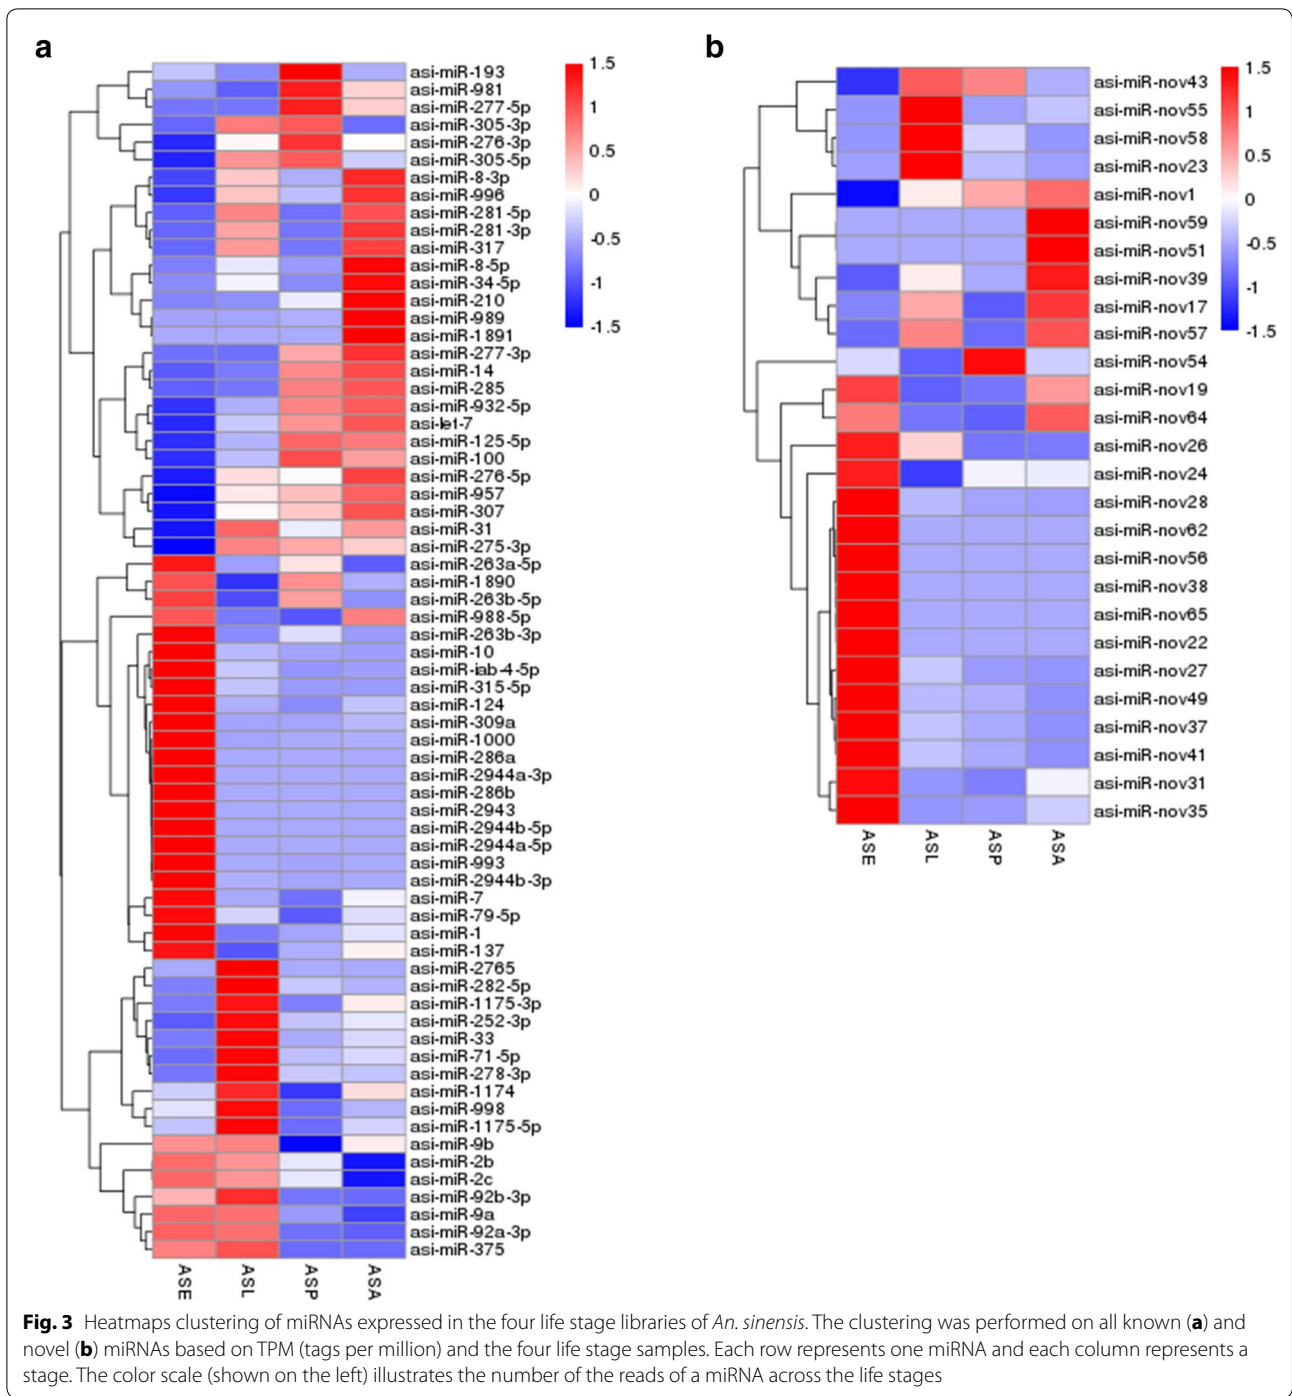 a
asi-miR-193
asi-miR-981
asi-miR-277-5p
asi-miR-305-3p
asi-miR-276-3p
asi-miR-305-5p
asi-miR-8-3p
asi-miR-996
asi-miR-281-5p
asi-miR-281-3p
asi-miR-317
asi-miR-8-5p
asi-miR-34-5p
asi-miR-210
asi-miR-989
asi-miR-1891
asi-miR-277-3p
asi-miR-14
asi-miR-285
asi-miR-932-5p
asi-let-7
asi-miR-125-5p
asi-miR-100
asi-miR-276-5p
asi-miR-957
asi-miR-307
asi-miR-31
asi-miR-275-3p
asi-miR-263a-5p
asi-miR-1890
asi-miR-263b-5p
asi-miR-988-5p
asi-miR-263b-3p
asi-miR-10
asi-miR-iab-4-5p
asi-miR-315-5p
asi-miR-124
asi-miR-309a
asi-miR-1000
asi-miR-286a
asi-miR-2944a-3p
asi-miR-286b
asi-miR-2943
asi-miR-2944b-5p
asi-miR-2944a-5p
asi-miR-993
asi-miR-2944b-3p
asi-miR-7
asi-miR-79-5p
asi-miR-1
asi-miR-137
asi-miR-2765
asi-miR-282-5p
asi-miR-1175-3p
asi-miR-252-3p
asi-miR-33
asi-miR-71-5p
asi-miR-278-3p
asi-miR-1174
asi-miR-998
asi-miR-1175-5p
asi-miR-9b
asi-miR-2b
asi-miR-2c
asi-miR-92b-3p
asi-miR-9a
asi-miR-92a-3p
asi-miR-375
ASE ASL ASP ASA
1.5
1
0.5
0
-0.5
-1
-1.5
b
asi-miR-nov43
asi-miR-nov55
asi-miR-nov58
asi-miR-nov23
asi-miR-nov1
asi-miR-nov59
asi-miR-nov51
asi-miR-nov39
asi-miR-nov17
asi-miR-nov57
asi-miR-nov54
asi-miR-nov19
asi-miR-nov64
asi-miR-nov26
asi-miR-nov24
asi-miR-nov28
asi-miR-nov62
asi-miR-nov56
asi-miR-nov38
asi-miR-nov65
asi-miR-nov22
asi-miR-nov27
asi-miR-nov49
asi-miR-nov37
asi-miR-nov41
asi-miR-nov31
asi-miR-nov35
ASE ASL ASP ASA
1.5
1
0.5
0
-0.5
-1
-1.5
Fig. 3 Heatmaps clustering of miRNAs expressed in the four life stage libraries of An. sinensis. The clustering was performed on all known (a) and
novel (b) miRNAs based on TPM (tags per million) and the four life stage samples. Each row represents one miRNA and each column represents a
stage. The color scale (shown on the left) illustrates the number of the reads of a miRNA across the life stages